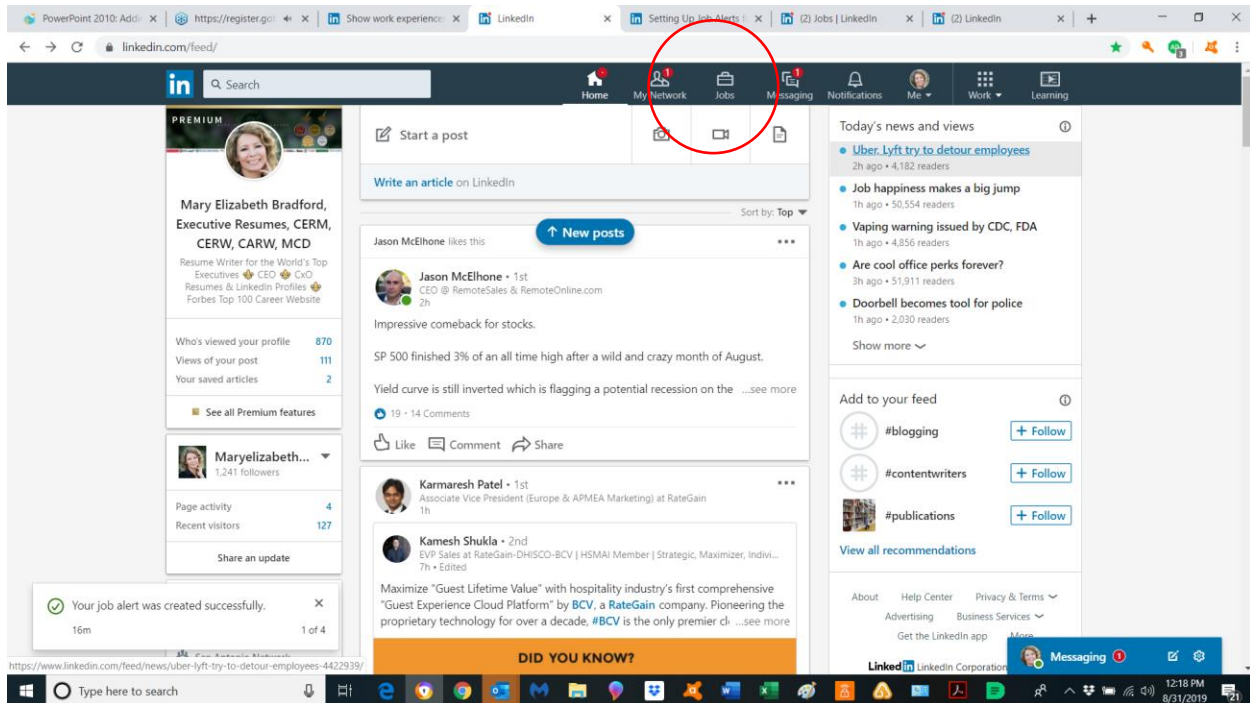 PowerPoint 2010: Addi
https://register.got
Show work experience
LinkedIn
Setting Up Job Alerts
(2) Jobs | LinkedIn
(2) LinkedIn
linkedin.com/feed/
3
in
Search
Home
1
My Network
Jobs
1
Messaging
Notifications
Me
Work
Learning
PREMIUM
Mary Elizabeth Bradford,
Executive Resumes, CERM,
CERW, CARW, MCD
Resume Writer for the World's Top
Executives CEO CxO
Resumes & LinkedIn Profiles
Forbes Top 100 Career Website
Who's viewed your profile 870
Views of your post 111
Your saved articles 2
See all Premium features
Maryelizabeth...
1,241 followers
Page activity 4
Recent visitors 127
Share an update
Start a post
Write an article on LinkedIn
Sort by: Top
↑ New posts
Jason McElhone likes this
Jason McElhone • 1st
CEO @ RemoteSales & RemoteOnline.com
2h
Impressive comeback for stocks.
SP 500 finished 3% of an all time high after a wild and crazy month of August.
Yield curve is still inverted which is flagging a potential recession on the ...see more
19 · 14 Comments
Like Comment Share
Karmaresh Patel • 1st
Associate Vice President (Europe & APMEA Marketing) at RateGain
1h
Kamesh Shukla • 2nd
EVP Sales at RateGain-DHISCO-BCV | HSMAI Member | Strategic, Maximizer, Indivi...
7h • Edited
Maximize "Guest Lifetime Value" with hospitality industry's first comprehensive
"Guest Experience Cloud Platform" by BCV, a RateGain company. Pioneering the
proprietary technology for over a decade, #BCV is the only premier cl ...see more
DID YOU KNOW?
Today's news and views
Uber, Lyft try to detour employees
2h ago • 4,182 readers
Job happiness makes a big jump
1h ago • 50,554 readers
Vaping warning issued by CDC, FDA
1h ago • 4,856 readers
Are cool office perks forever?
3h ago • 51,911 readers
Doorbell becomes tool for police
1h ago • 2,030 readers
Show more
Add to your feed
#blogging + Follow
#contentwriters + Follow
#publications + Follow
View all recommendations
About Help Center Privacy & Terms
Advertising Business Services
Get the LinkedIn app More
Linked in LinkedIn Corporation
Messaging 1
Your job alert was created successfully.
16m 1 of 4
San Antonio Network
https://www.linkedin.com/feed/news/uber-lyft-try-to-detour-employees-4422939/
Type here to search
12:18 PM
8/31/2019
21